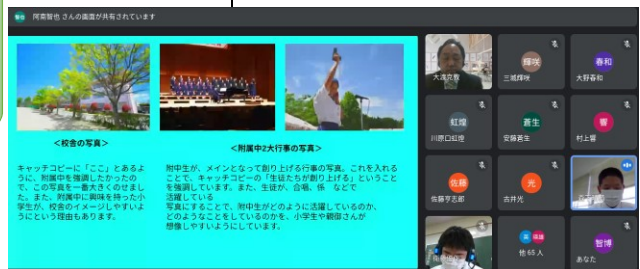 阿南智也 さんの画面が共有されています
<校舎の写真>
キャッチコピーに「ここ」とあるよ
うに、附属中を強調したかったの
で、この写真を一番大きくのせまし
た。また、附属中に興味を持った小
学生が、校舎のイメージしやすいよ
うにという理由もあります。
<附属中2大行事の写真>
附中生が、メインとなって創り上げる行事の写真。これを入れる
ことで、キャッチコピーの「生徒たちが創り上げる」ということ
を強調しています。また、生徒が、合唱、係 などで
活躍している
写真にすることで、附中生がどのように活躍しているのか、
どのようなことをしているのかを、小学生や親御さんが
想像しやすいようにしています。
輝咲
三城輝咲
春和
大野春和
虹煌
川原口虹煌
蒼生
安藤蒼生
響
村上響
佐藤
佐藤亨志郎
光
古井光
他 65 人
智博
あなた